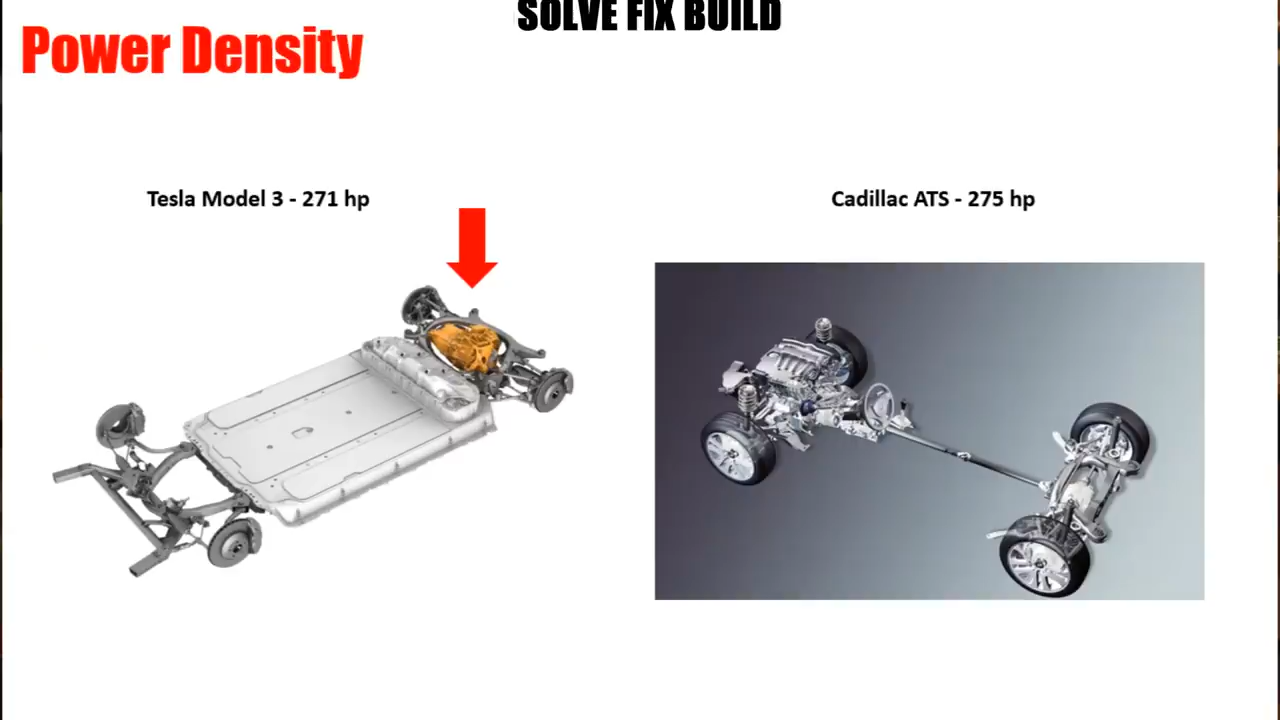 SOLVE FIX BUILD
Power Density
Tesla Model 3 - 271 hp
Cadillac ATS - 275 hp